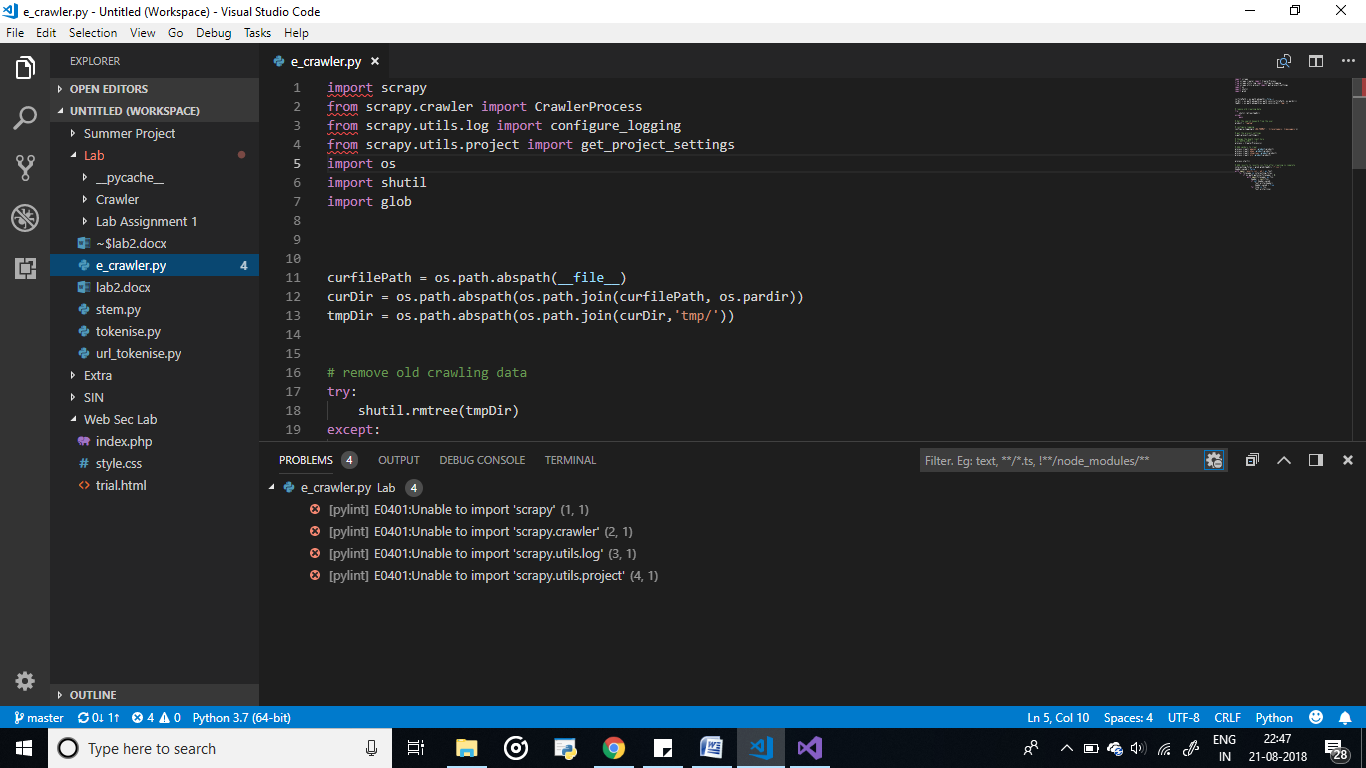 e_crawler.py - Untitled (Workspace) - Visual Studio Code
File Edit Selection View Go Debug Tasks Help
EXPLORER
OPEN EDITORS
UNTITLED (WORKSPACE)
Summer Project
Lab
__pycache__
Crawler
Lab Assignment 1
~$lab2.docx
e_crawler.py 4
lab2.docx
stem.py
tokenise.py
url_tokenise.py
Extra
SIN
Web Sec Lab
index.php
style.css
trial.html
OUTLINE
e_crawler.py
1 import scrapy
2 from scrapy.crawler import CrawlerProcess
3 from scrapy.utils.log import configure_logging
4 from scrapy.utils.project import get_project_settings
5 import os
6 import shutil
7 import glob
8
9
10
11 curfilePath = os.path.abspath(__file__)
12 curDir = os.path.abspath(os.path.join(curfilePath, os.pardir))
13 tmpDir = os.path.abspath(os.path.join(curDir,'tmp/'))
14
15
16 # remove old crawling data
17 try:
18 shutil.rmtree(tmpDir)
19 except:
PROBLEMS 4 OUTPUT DEBUG CONSOLE TERMINAL Filter. Eg: text, **/*.ts, !**/node_modules/**
e_crawler.py Lab 4
[pylint] E0401:Unable to import 'scrapy' (1, 1)
[pylint] E0401:Unable to import 'scrapy.crawler' (2, 1)
[pylint] E0401:Unable to import 'scrapy.utils.log' (3, 1)
[pylint] E0401:Unable to import 'scrapy.utils.project' (4, 1)
master 0↓ 1↑ 4 0 Python 3.7 (64-bit) Ln 5, Col 10 Spaces: 4 UTF-8 CRLF Python
Type here to search
ENG
IN
22:47
21-08-2018
28